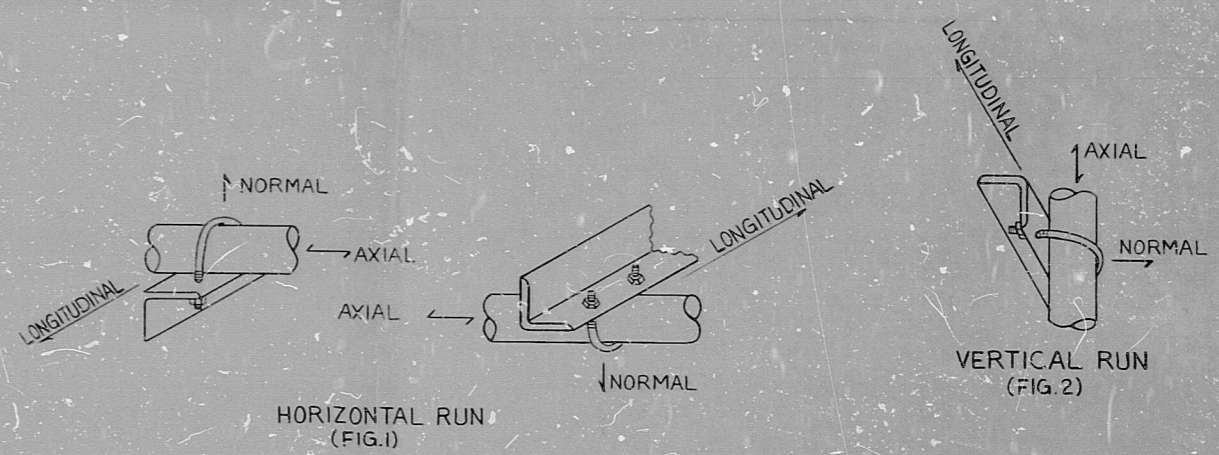 NORMAL
AXIAL
LONGITUDINAL
LONGITUDINAL
AXIAL
NORMAL
HORIZONTAL RUN
(FIG.1)
LONGITUDINAL
AXIAL
NORMAL
VERTICAL RUN
(FIG.2)